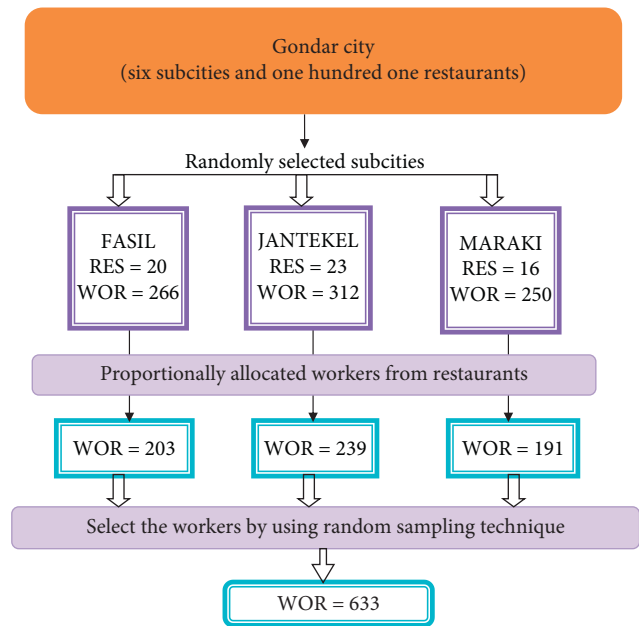 Gondar city
(six subcities and one hundred one restaurants)
Randomly selected subcities
FASIL
RES = 20
WOR = 266
JANTEKEL
RES = 23
WOR = 312
MARAKI
RES = 16
WOR = 250
Proportionally allocated workers from restaurants
WOR = 203
WOR = 239
WOR = 191
Select the workers by using random sampling technique
WOR = 633